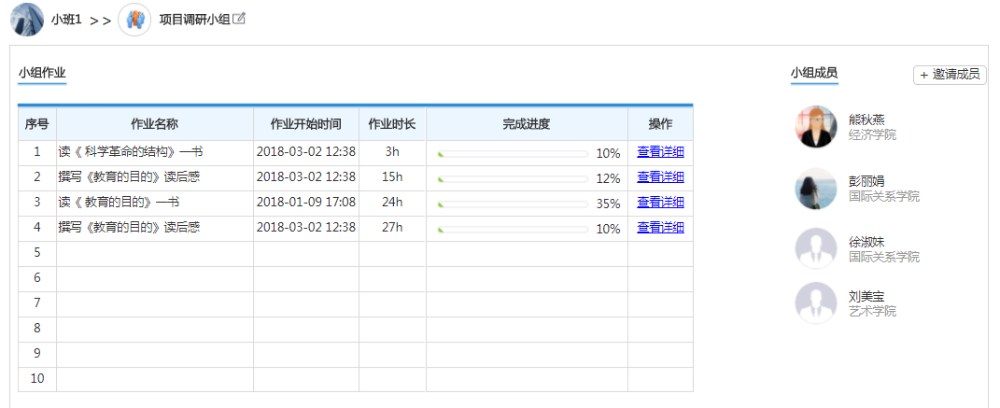 小班1 >> 项目调研小组
小组作业
序号 作业名称 作业开始时间 作业时长 完成进度 操作
1 读《 科学革命的结构》一书 2018-03-02 12:38 3h 10% 查看详细
2 撰写《教育的目的》读后感 2018-03-02 12:38 15h 12% 查看详细
3 读《 教育的目的》一书 2018-01-09 17:08 24h 35% 查看详细
4 撰写《教育的目的》读后感 2018-03-02 12:38 27h 10% 查看详细
5
6
7
8
9
10
小组成员 + 邀请成员
熊秋燕
经济学院
彭丽娟
国际关系学院
徐淑妹
国际关系学院
刘美宝
艺术学院